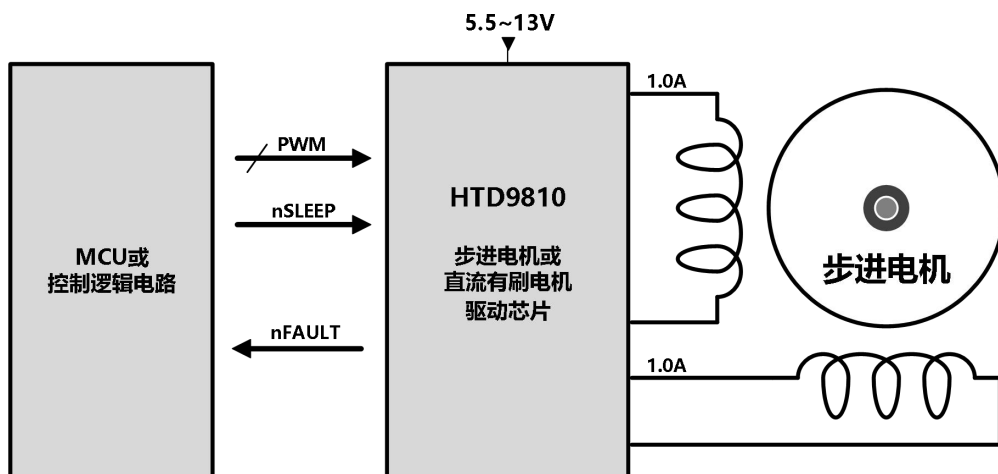 5.5~13V
1.0A
PWM
HTD9810
nSLEEP
MCU或
控制逻辑电路
步进电机或
直流有刷电机
驱动芯片
步进电机
nFAULT
1.0A